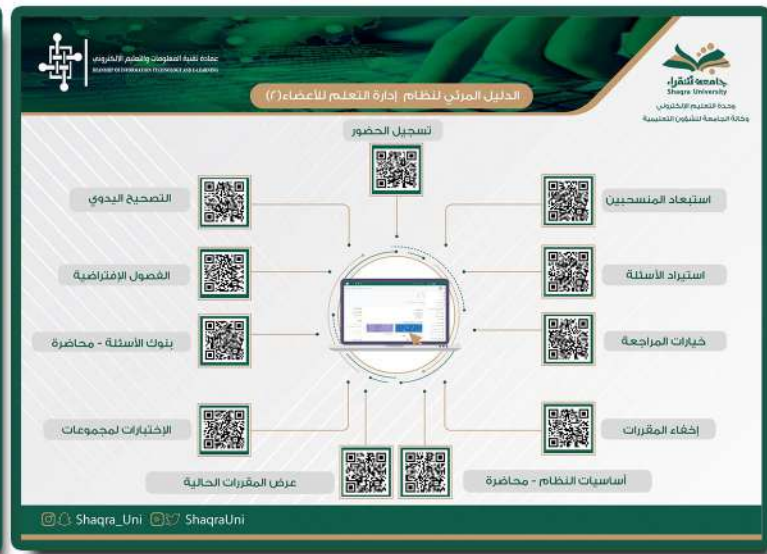 عمادة تقنية المعلومات والتعليم الإلكتروني
DEANSHIP OF INFORMATION TECHNOLOGY AND E-LEARNING
جامعة شقراء
Shaqra University
وحدة التعليم الإلكتروني
وكالة الجامعة للشؤون التعليمية
الدليل المرئي لنظام إدارة التعلم للأعضاء(٢)
تسجيل الحضور
استبعاد المنسحبين
التصحيح اليدوي
استيراد الأسئلة
الفصول الإفتراضية
خيارات المراجعة
بنوك الأسئلة - محاضرة
إخفاء المقررات
الإختبارات لمجموعات
أساسيات النظام - محاضرة
عرض المقررات الحالية
Shaqra_Uni
ShaqraUni